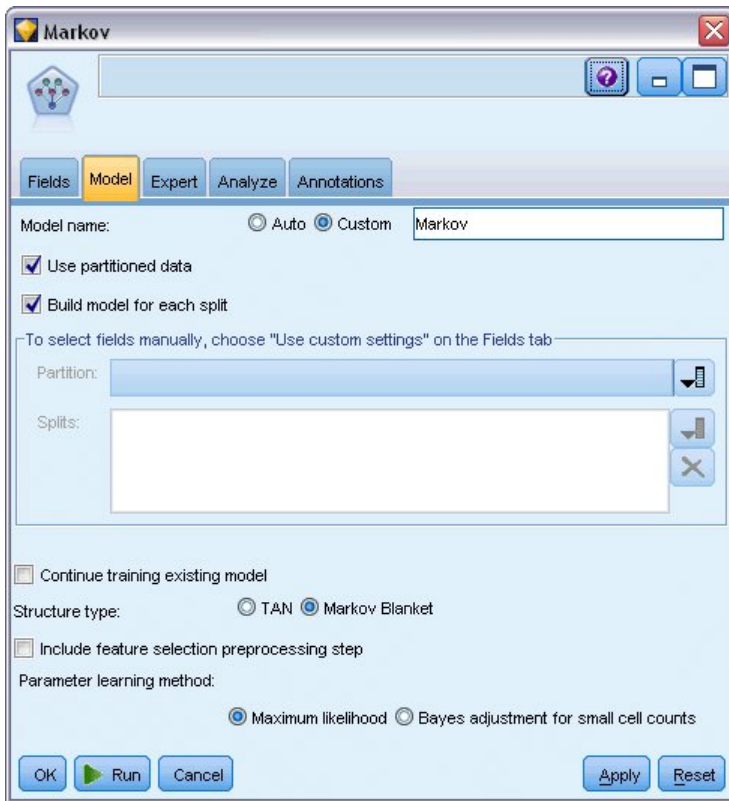 Markov
Fields Model Expert Analyze Annotations
Model name: Auto Custom Markov
Use partitioned data
Build model for each split
To select fields manually, choose "Use custom settings" on the Fields tab
Partition:
Splits:
Continue training existing model
Structure type: TAN Markov Blanket
Include feature selection preprocessing step
Parameter learning method:
Maximum likelihood Bayes adjustment for small cell counts
OK Run Cancel Apply Reset